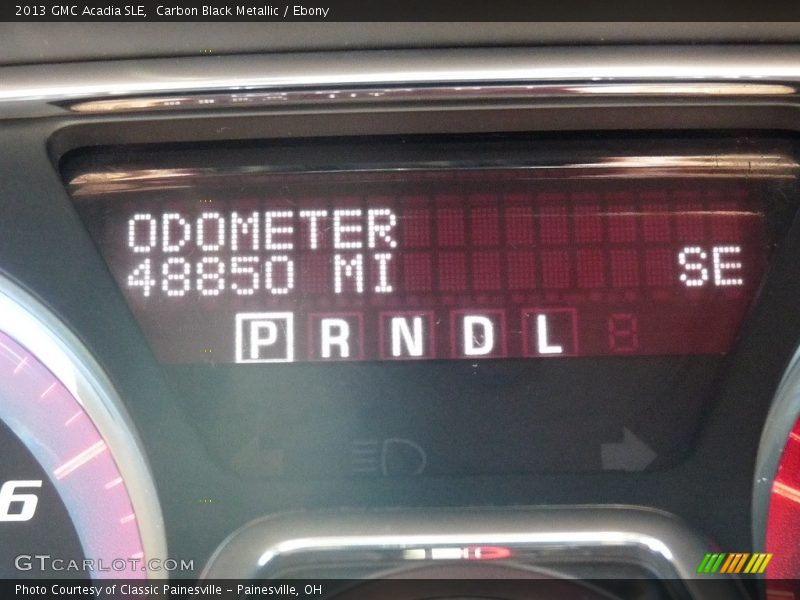 2013 GMC Acadia SLE,  Carbon Black Metallic / Ebony
ODOMETER
48850 MI SE
P R N D L
6
GTCARLOT.COM
Photo Courtesy of Classic Painesville - Painesville, OH